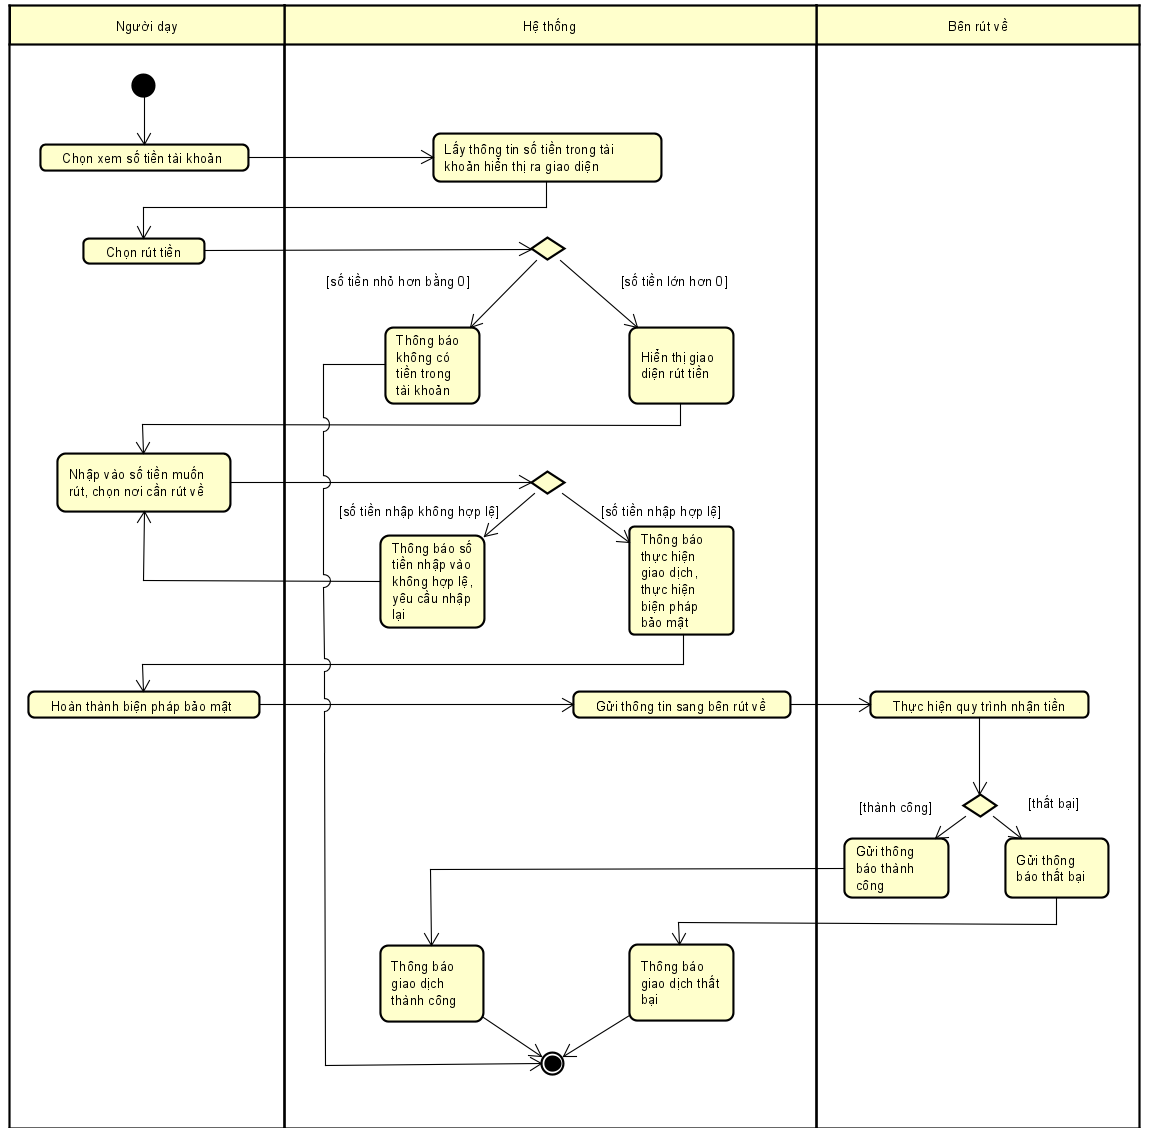 Người dạy
Hệ thống
Bên rút về
Chọn xem số tiền tài khoản
Lấy thông tin số tiền trong tài
khoản hiển thị ra giao diện
Chọn rút tiền
[số tiền nhỏ hơn bằng 0]
[số tiền lớn hơn 0]
Thông báo
không có
tiền trong
tài khoản
Hiển thị giao
diện rút tiền
Nhập vào số tiền muốn
rút, chọn nơi cần rút về
[số tiền nhập không hợp lệ]
[số tiền nhập hợp lệ]
Thông báo số
tiền nhập vào
không hợp lệ,
yêu cầu nhập
lại
Thông báo
thực hiện
giao dịch,
thực hiện
biện pháp
bảo mật
Hoàn thành biện pháp bảo mật
Gửi thông tin sang bên rút về
Thực hiện quy trình nhận tiền
[thành công]
[thất bại]
Gửi thông
báo thành
công
Gửi thông
báo thất bại
Thông báo
giao dịch
thành công
Thông báo
giao dịch thất
bại